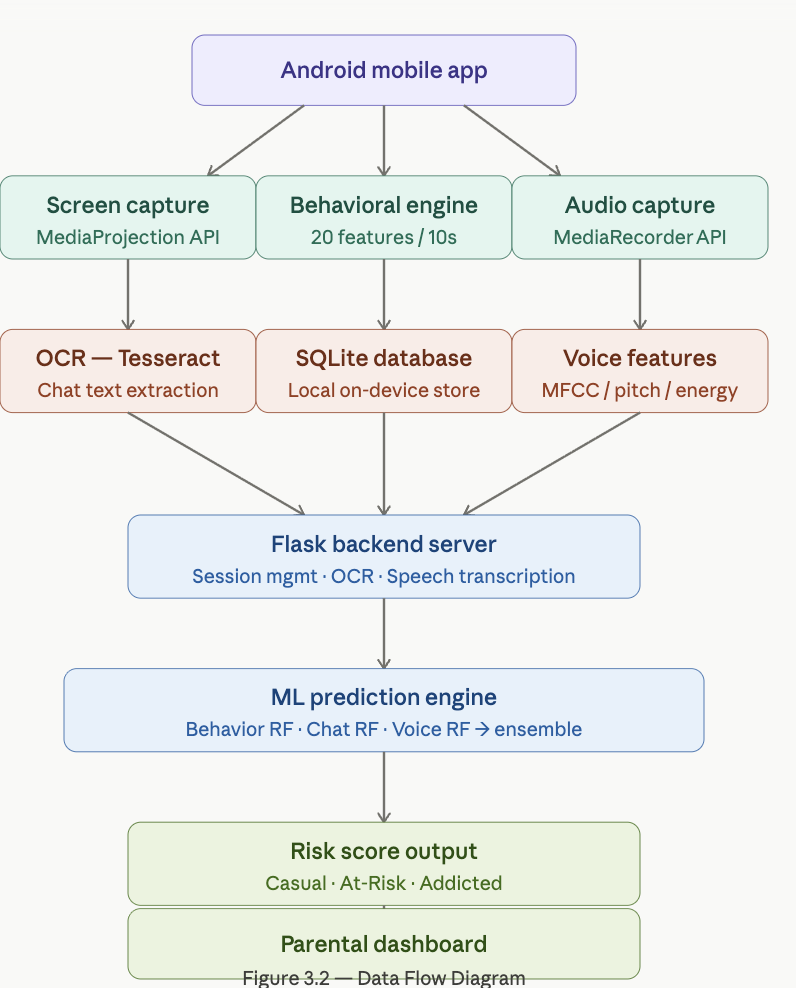 Android mobile app
Screen capture
MediaProjection API
Behavioral engine
20 features / 10s
Audio capture
MediaRecorder API
OCR — Tesseract
Chat text extraction
SQLite database
Local on-device store
Voice features
MFCC / pitch / energy
Flask backend server
Session mgmt · OCR · Speech transcription
ML prediction engine
Behavior RF · Chat RF · Voice RF → ensemble
Risk score output
Casual · At-Risk · Addicted
Parental dashboard
Figure 3.2 — Data Flow Diagram